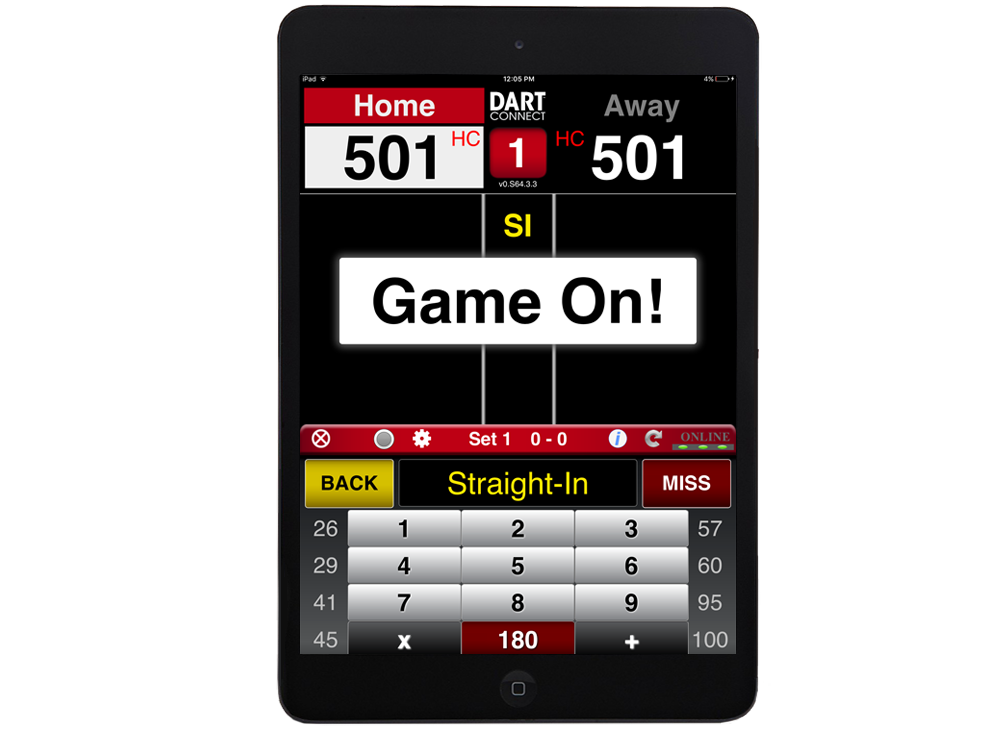 iPad 12:05 PM 4%
Home DART CONNECT Away
501 HC 1 HC 501
v0.S64.3.3
SI
Game On!
i
Set 1 0 - 0 ONLINE
BACK Straight-In MISS
26 1 2 3 57
29 4 5 6 60
41 7 8 9 95
45 x 180 + 100